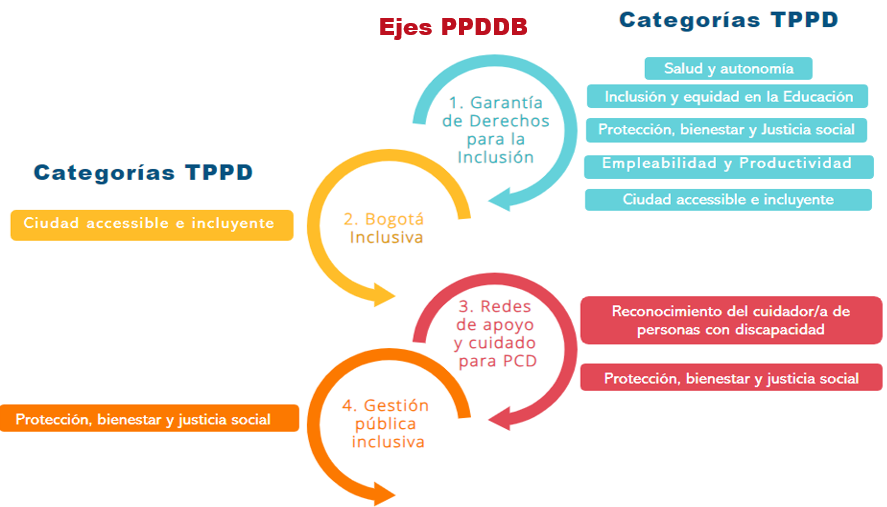 Ejes PPDDB
Categorías TPPD
1. Garantía
de Derechos
para la
Inclusión
Salud y autonomía
Inclusión y equidad en la Educación
Protección, bienestar y Justicia social
Empleabilidad y Productividad
Ciudad accessible e incluyente
Categorías TPPD
Ciudad accessible e incluyente
2. Bogotá
Inclusiva
3. Redes
de apoyo
y cuidado
para PCD
Reconocimiento del cuidador/a de
personas con discapacidad
Protección, bienestar y justicia social
Protección, bienestar y justicia social
4. Gestión
pública
inclusiva